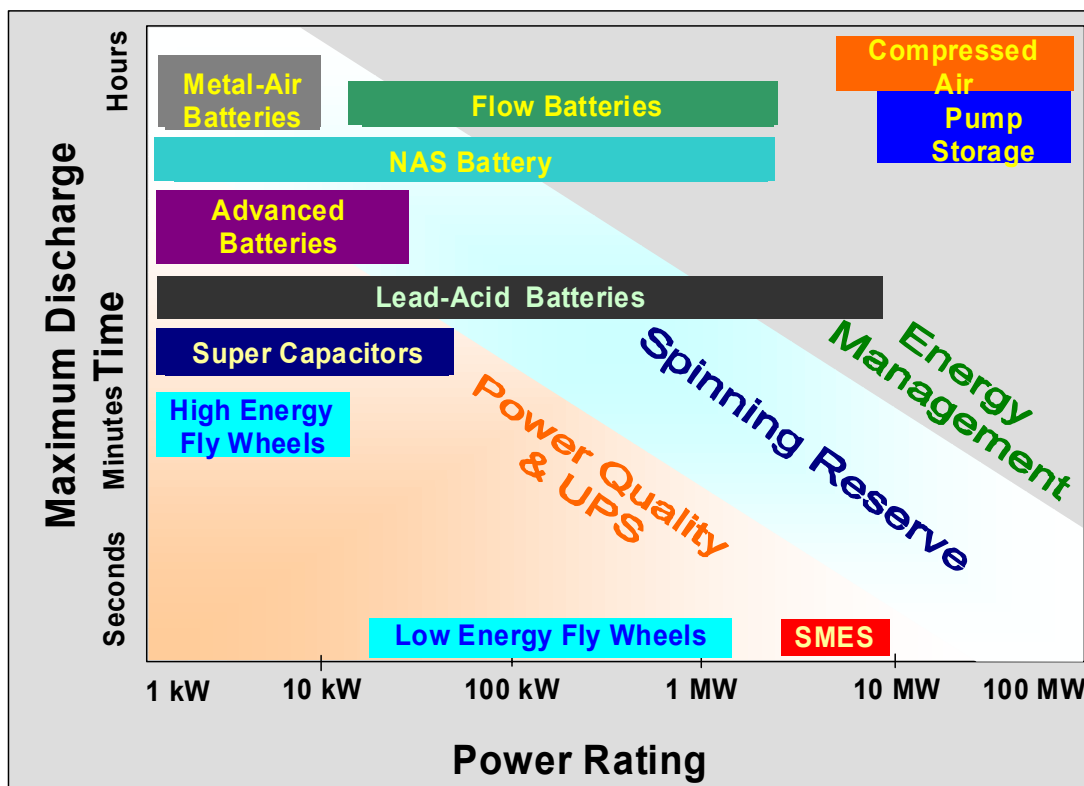 Hours
Minutes
Seconds
Maximum Discharge
Time
Metal-Air
Batteries
Flow Batteries
Compressed
Air
Pump
Storage
NAS Battery
Advanced
Batteries
Lead-Acid Batteries
Super Capacitors
High Energy
Fly Wheels
Power Quality
& UPS
Spinning Reserve
Energy
Management
Low Energy Fly Wheels
SMES
1 kW
10 kW
100 kW
1 MW
10 MW
100 MW
Power Rating